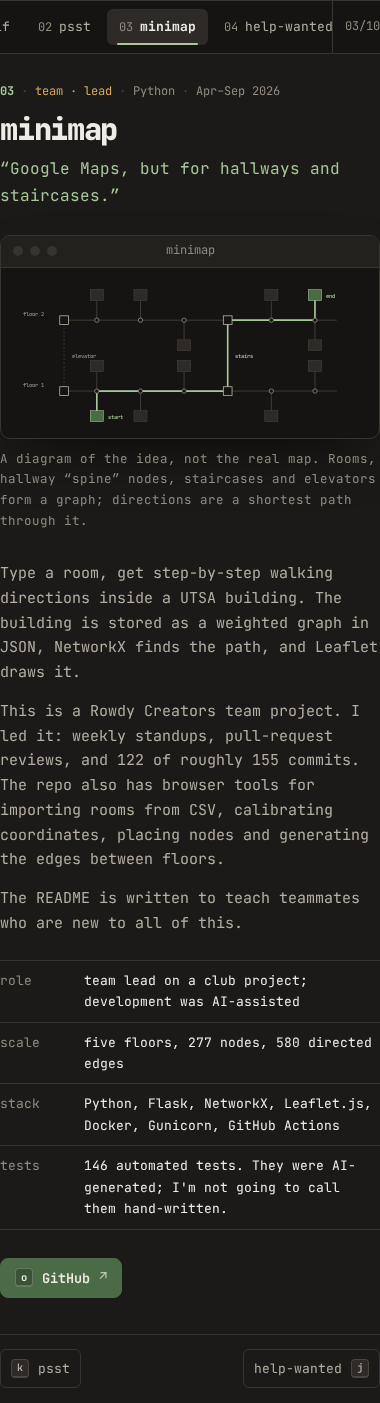 lf
02 psst
03 minimap
04 help-wanted
03/10
03 · team · lead · Python · Apr–Sep 2026
minimap
“Google Maps, but for hallways and
staircases.”
minimap
end
floor 2
elevator
stairs
floor 1
start
A diagram of the idea, not the real map. Rooms,
hallway “spine” nodes, staircases and elevators
form a graph; directions are a shortest path
through it.
Type a room, get step-by-step walking
directions inside a UTSA building. The
building is stored as a weighted graph in
JSON, NetworkX finds the path, and Leaflet
draws it.
This is a Rowdy Creators team project. I
led it: weekly standups, pull-request
reviews, and 122 of roughly 155 commits.
The repo also has browser tools for
importing rooms from CSV, calibrating
coordinates, placing nodes and generating
the edges between floors.
The README is written to teach teammates
who are new to all of this.
role
team lead on a club project;
development was AI-assisted
scale
five floors, 277 nodes, 580 directed
edges
stack
Python, Flask, NetworkX, Leaflet.js,
Docker, Gunicorn, GitHub Actions
tests
146 automated tests. They were AI-
generated; I'm not going to call
them hand-written.
o GitHub ↗
k psst
help-wanted j